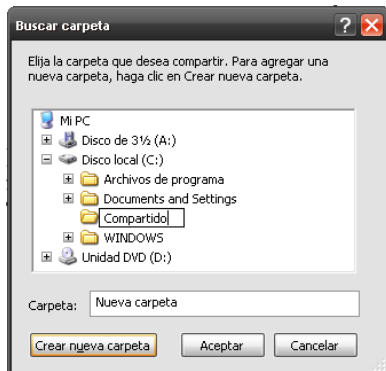 Buscar carpeta
Elija la carpeta que desea compartir. Para agregar una
nueva carpeta, haga clic en Crear nueva carpeta.
Mi PC
Disco de 3½ (A:)
Disco local (C:)
Archivos de programa
Documents and Settings
Compartido
WINDOWS
Unidad DVD (D:)
Carpeta: Nueva carpeta
Crear nueva carpeta Aceptar Cancelar